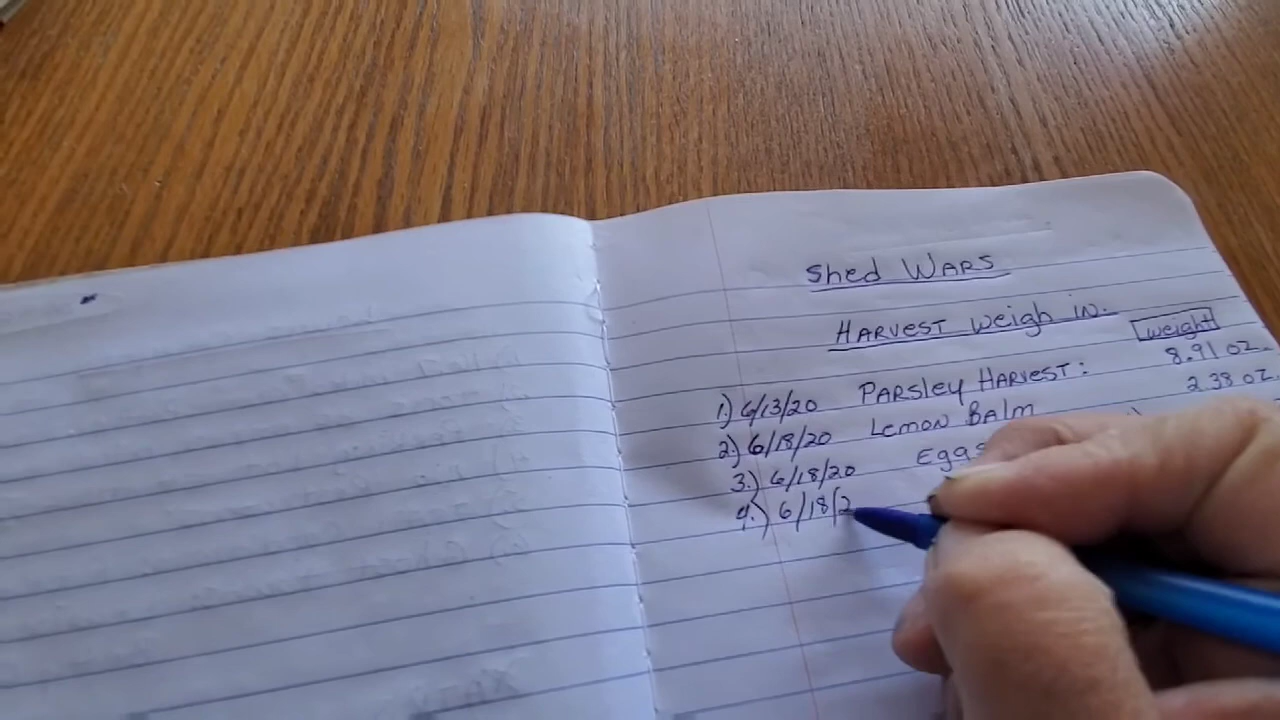 Shed WARS
HARVEST weigh in.
weight
1.) 6/13/20 PARSLEY HARVEST: 8.91 oz.
2.) 6/18/20 LEMON BAlm 2.38 oz.
3.) 6/18/20 Eggs
4.) 6/18/2